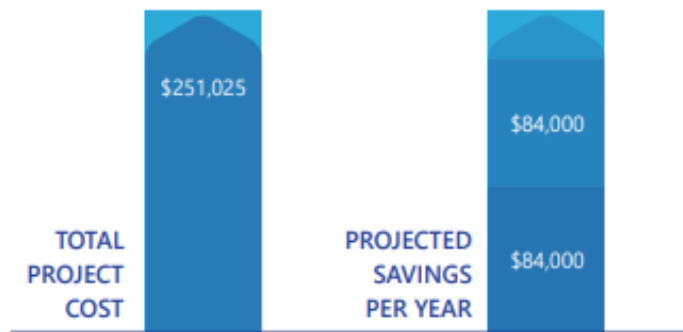 $251,025
TOTAL
PROJECT
COST
$84,000
PROJECTED
SAVINGS
PER YEAR
$84,000